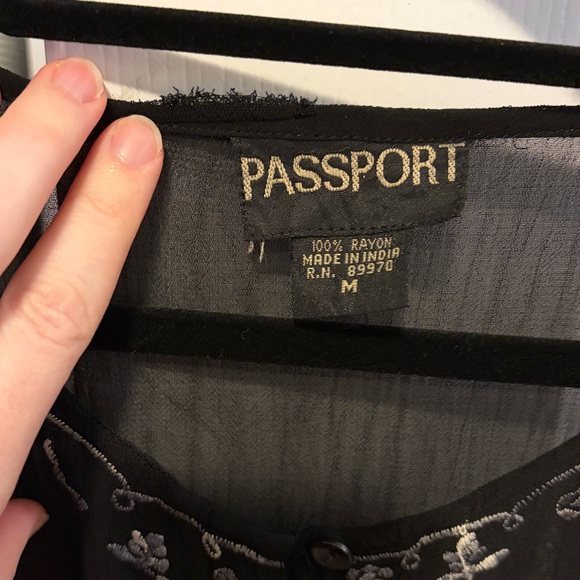 PASSPORT
100% RAYON
MADE IN INDIA
R.N. 89970
M